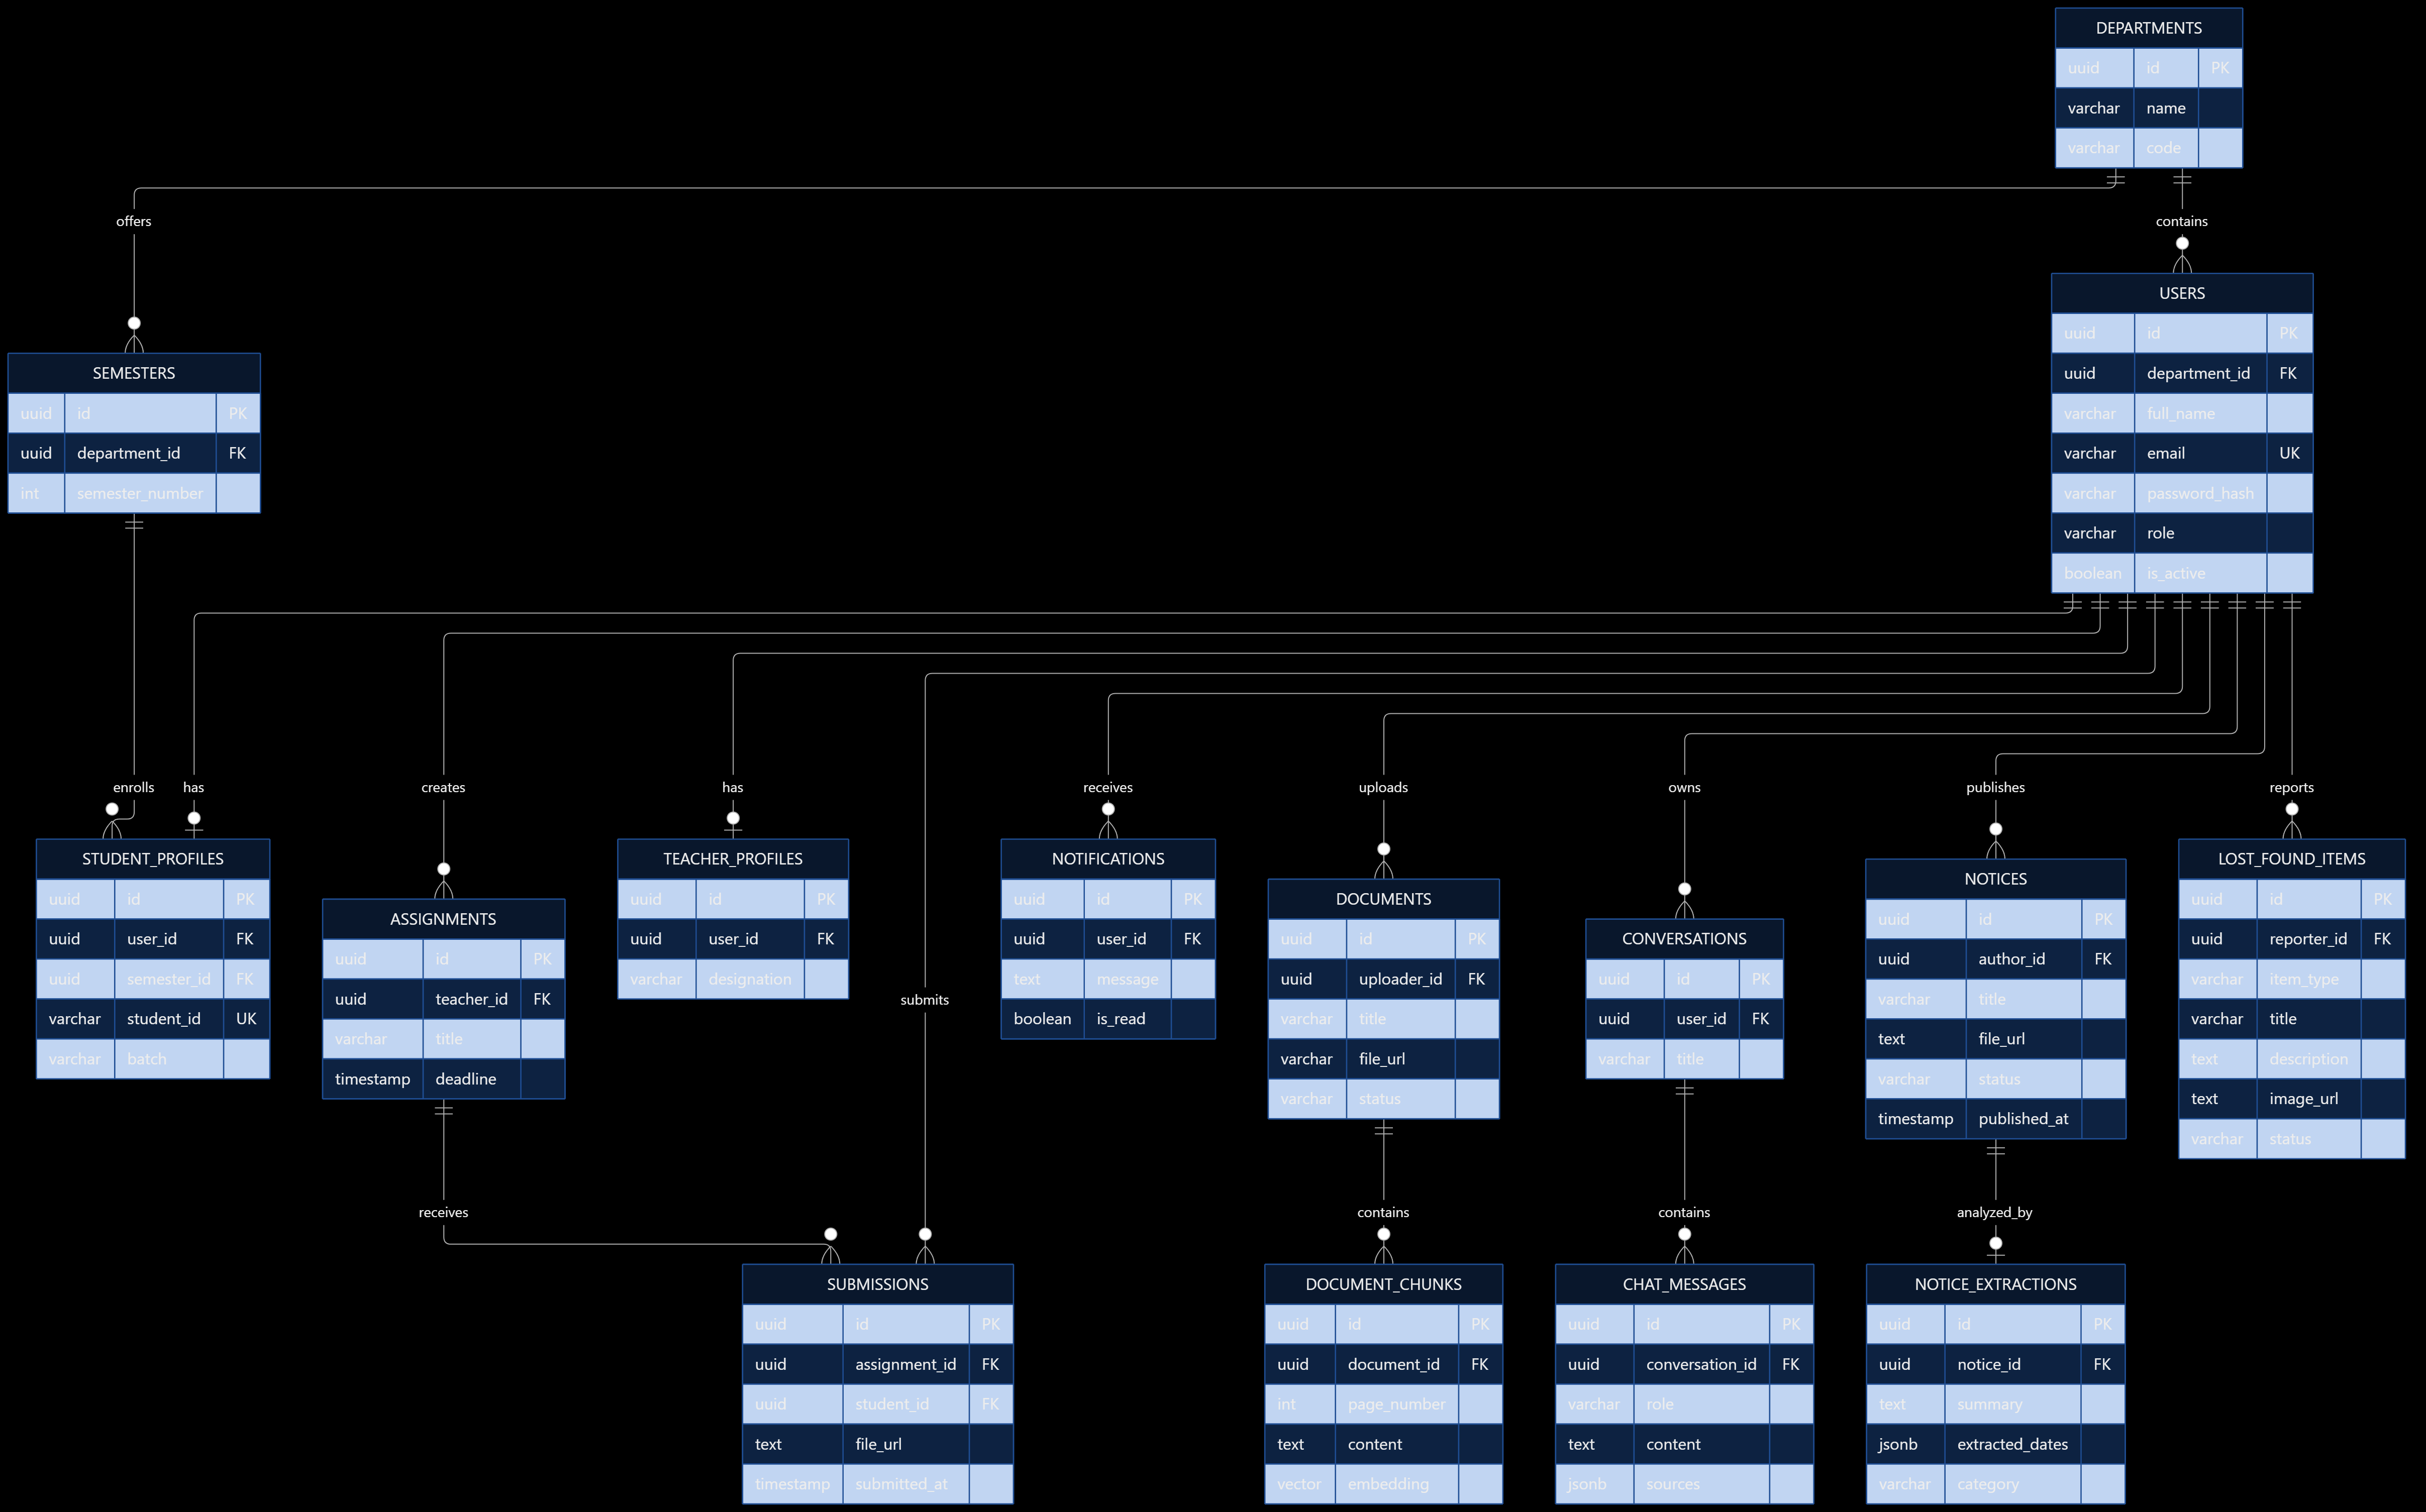 DEPARTMENTS
uuid id PK
varchar name
varchar code
offers
contains
USERS
uuid id PK
uuid department_id FK
varchar full_name
varchar email UK
varchar password_hash
varchar role
boolean is_active
SEMESTERS
uuid id PK
uuid department_id FK
int semester_number
enrolls
has
creates
has
receives
uploads
owns
publishes
reports
STUDENT_PROFILES
uuid id PK
uuid user_id FK
uuid semester_id FK
varchar student_id UK
varchar batch
ASSIGNMENTS
uuid id PK
uuid teacher_id FK
varchar title
timestamp deadline
TEACHER_PROFILES
uuid id PK
uuid user_id FK
varchar designation
submits
NOTIFICATIONS
uuid id PK
uuid user_id FK
text message
boolean is_read
DOCUMENTS
uuid id PK
uuid uploader_id FK
varchar title
varchar file_url
varchar status
CONVERSATIONS
uuid id PK
uuid user_id FK
varchar title
NOTICES
uuid id PK
uuid author_id FK
varchar title
text file_url
varchar status
timestamp published_at
LOST_FOUND_ITEMS
uuid id PK
uuid reporter_id FK
varchar item_type
varchar title
text description
text image_url
varchar status
receives
contains
contains
analyzed_by
SUBMISSIONS
uuid id PK
uuid assignment_id FK
uuid student_id FK
text file_url
timestamp submitted_at
DOCUMENT_CHUNKS
uuid id PK
uuid document_id FK
int page_number
text content
vector embedding
CHAT_MESSAGES
uuid id PK
uuid conversation_id FK
varchar role
text content
jsonb sources
NOTICE_EXTRACTIONS
uuid id PK
uuid notice_id FK
text summary
jsonb extracted_dates
varchar category